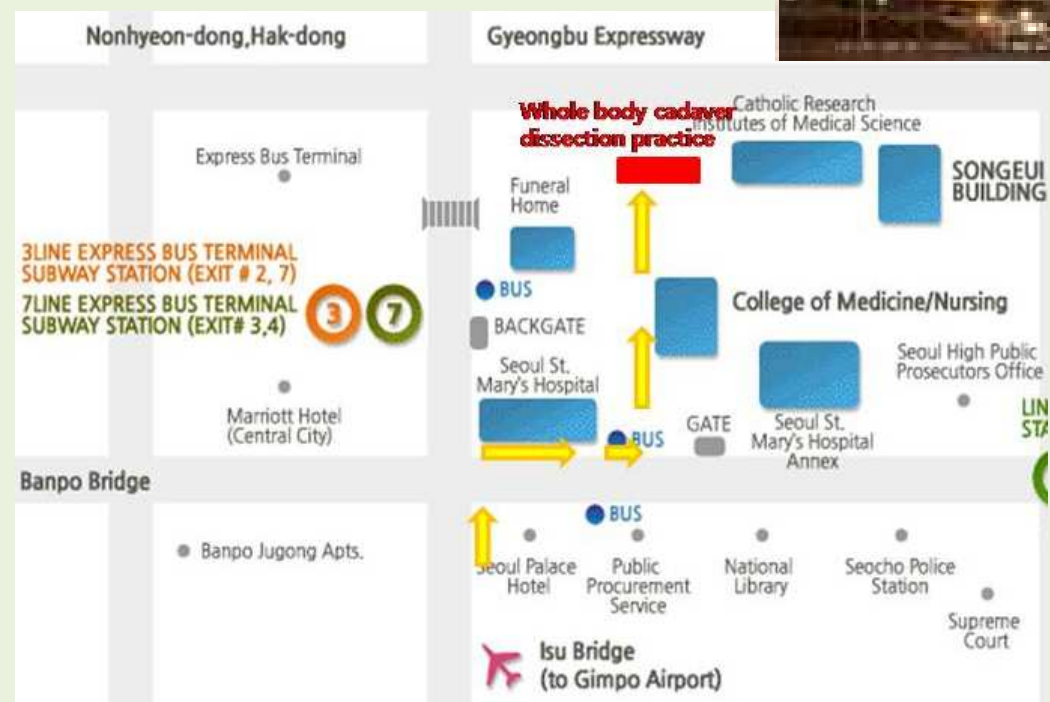 Nonhyeon-dong,Hak-dong
Gyeongbu Expressway
Whole body cadaver
dissection practice
Catholic Research
Institutes of Medical Science
Express Bus Terminal
SONGEUI
BUILDING
Funeral
Home
3LINE EXPRESS BUS TERMINAL
SUBWAY STATION (EXIT # 2, 7)
7LINE EXPRESS BUS TERMINAL
SUBWAY STATION (EXIT# 3,4)
3
7
BUS
BACKGATE
College of Medicine/Nursing
Seoul St.
Mary's Hospital
Seoul High Public
Prosecutors Office
Marriott Hotel
(Central City)
BUS
GATE
Seoul St.
Mary's Hospital
Annex
Banpo Bridge
BUS
Banpo Jugong Apts.
Seoul Palace
Hotel
Public
Procurement
Service
National
Library
Seocho Police
Station
Supreme
Court
Isu Bridge
(to Gimpo Airport)